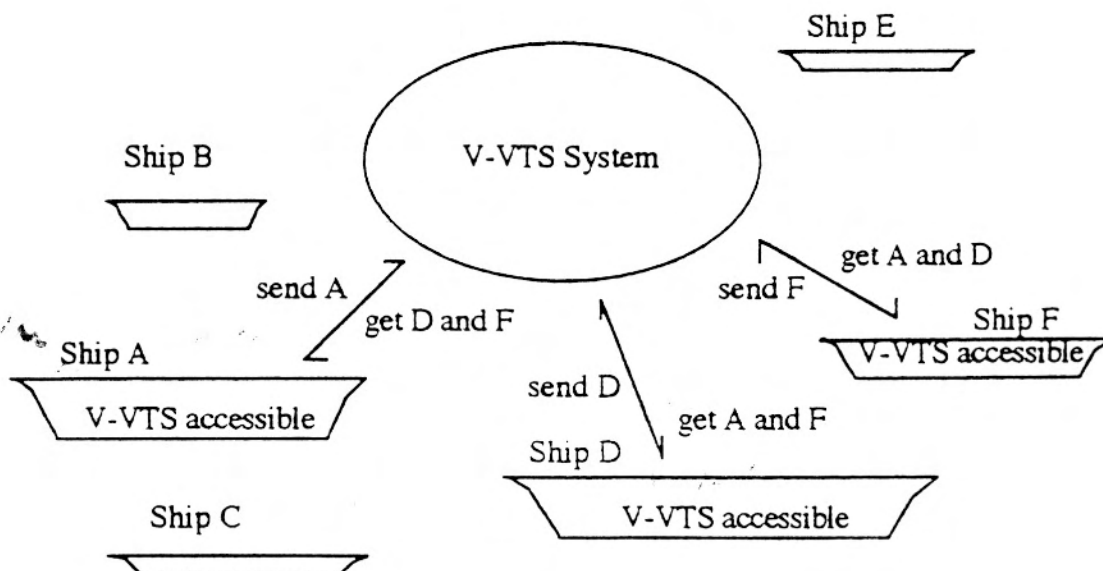 Ship E
V-VTS System
Ship B
get A and D
send A
send F
get D and F
Ship F
Ship A
V-VTS accessible
send D
V-VTS accessible
get A and F
Ship D
Ship C
V-VTS accessible